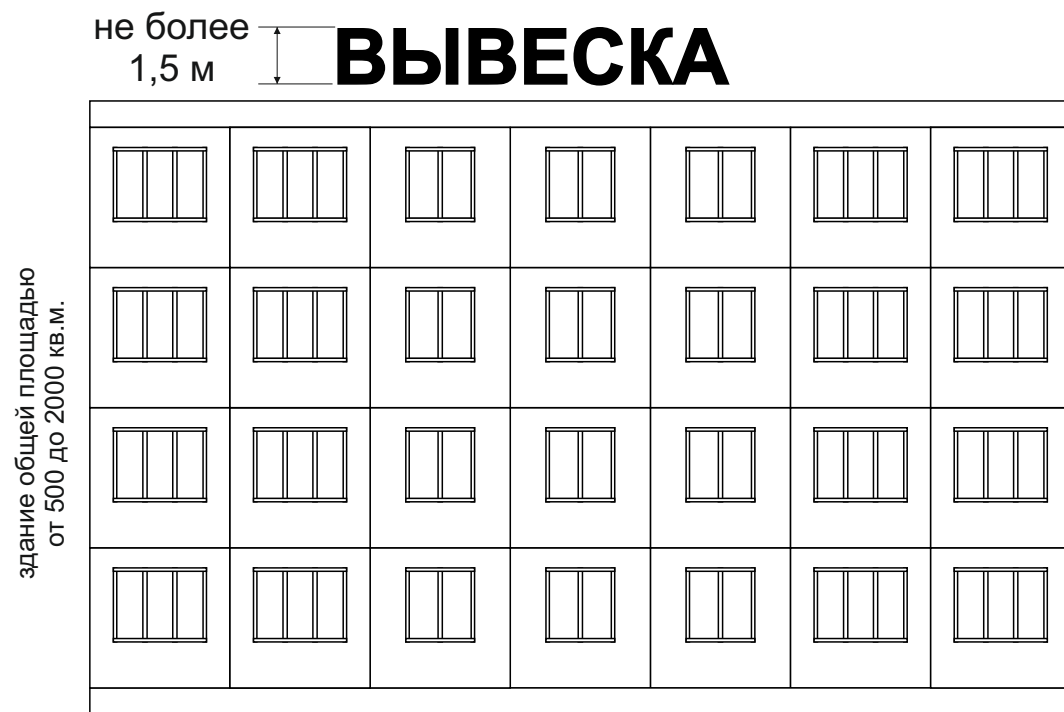 не более
1,5 м
ВЫВЕСКА
здание общей площадью
от 500 до 2000 кв.м.